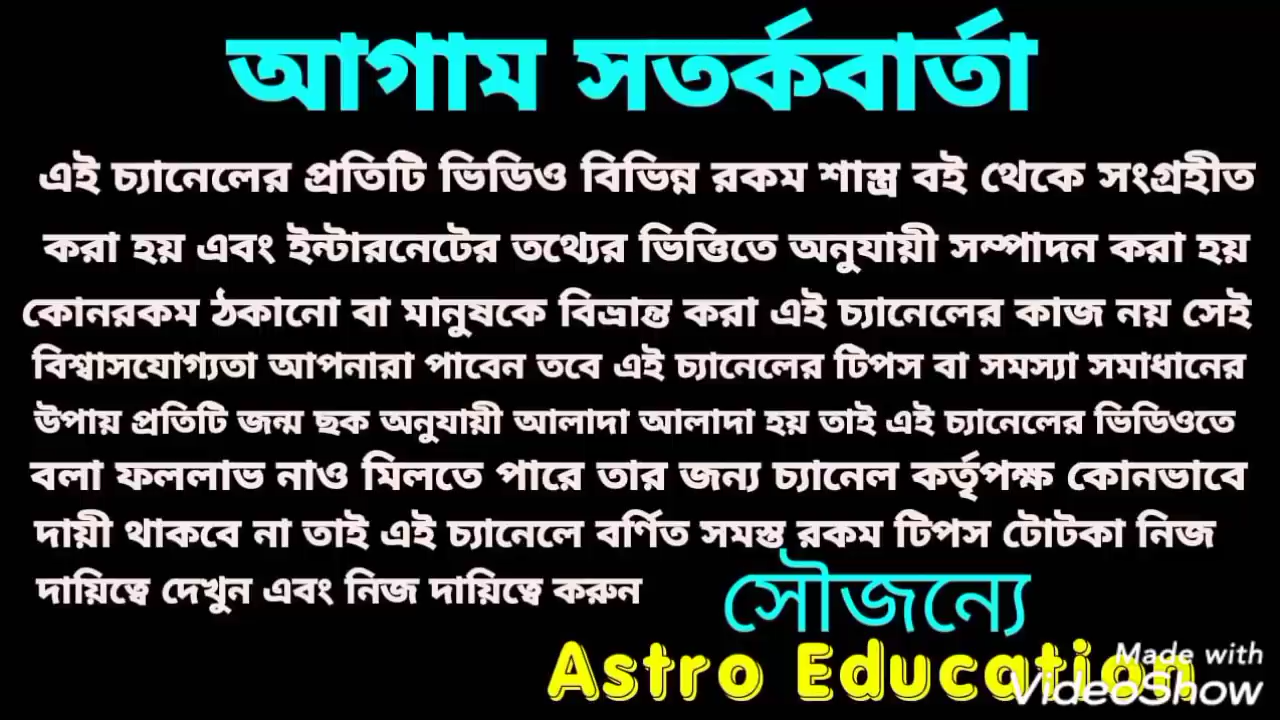 আগাম সতর্কবার্তা
এই চ্যানেলের প্রতিটি ভিডিও বিভিন্ন রকম শাস্ত্র বই থেকে সংগ্রহীত
করা হয় এবং ইন্টারনেটের তথ্যের ভিত্তিতে অনুযায়ী সম্পাদন করা হয়
কোনরকম ঠকানো বা মানুষকে বিভ্রান্ত করা এই চ্যানেলের কাজ নয় সেই
বিশ্বাসযোগ্যতা আপনারা পাবেন তবে এই চ্যানেলের টিপস বা সমস্যা সমাধানের
উপায় প্রতিটি জন্ম ছক অনুযায়ী আলাদা আলাদা হয় তাই এই চ্যানেলের ভিডিওতে
বলা ফললাভ নাও মিলতে পারে তার জন্য চ্যানেল কর্তৃপক্ষ কোনভাবে
দায়ী থাকবে না তাই এই চ্যানেলে বর্ণিত সমস্ত রকম টিপস টোটকা নিজ
দায়িত্বে দেখুন এবং নিজ দায়িত্বে করুন
সৌজন্যে
Astro Education
Made with
VideoShow